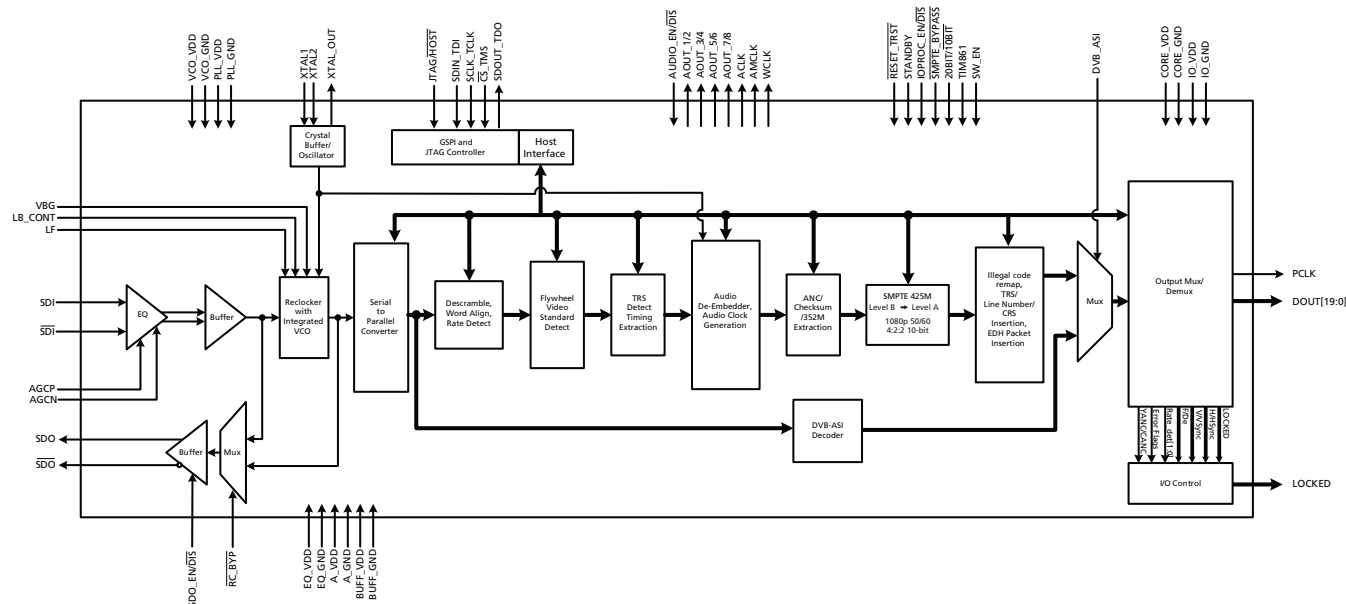 VCO_VDD
VCO_GND
PLL_VDD
PLL_GND
XTAL1
XTAL2
XTAL_OUT
JTAG/HOST
SDIN_TDI
SCLK_TCLK
CS_TMS
SDOUT_TDO
AUDIO_EN/DIS
AOUT_1/2
AOUT_3/4
AOUT_5/6
AOUT_7/8
ACLK
AMCLK
WCLK
RESET_TRST
STANDBY
IOPROC_EN/DIS
SMPTE_BYPASS
20BIT/10BIT
TIM861
SW_EN
DVB_ASI
CORE_VDD
CORE_GND
IO_VDD
IO_GND
Crystal
Buffer/
Oscillator
GSPI and
JTAG Controller
Host
Interface
VBG
LB_CONT
LF
SDI
SDI
AGCP
AGCN
SDO
SDO
EQ
Buffer
Reclocker
with
Integrated
VCO
Serial
to
Parallel
Converter
Descramble,
Word Align,
Rate Detect
Flywheel
Video
Standard
Detect
TRS
Detect
Timing
Extraction
Audio
De-Embedder,
Audio Clock
Generation
ANC/
Checksum
/352M
Extraction
SMPTE 425M
Level B → Level A
1080p 50/60
4:2:2 10-bit
Illegal code
remap,
TRS/
Line Number/
CRS
Insertion,
EDH Packet
Insertion
Mux
Output Mux/
Demux
PCLK
DOUT[19:0]
Buffer
Mux
DVB-ASI
Decoder
YANC/CANC
Error Flags
Rate_det[1:0]
F/De
V/VSync
H/HSync
LOCKED
I/O Control
LOCKED
SDO_EN/DIS
RC_BYP
EQ_VDD
EQ_GND
A_VDD
A_GND
BUFF_VDD
BUFF_GND